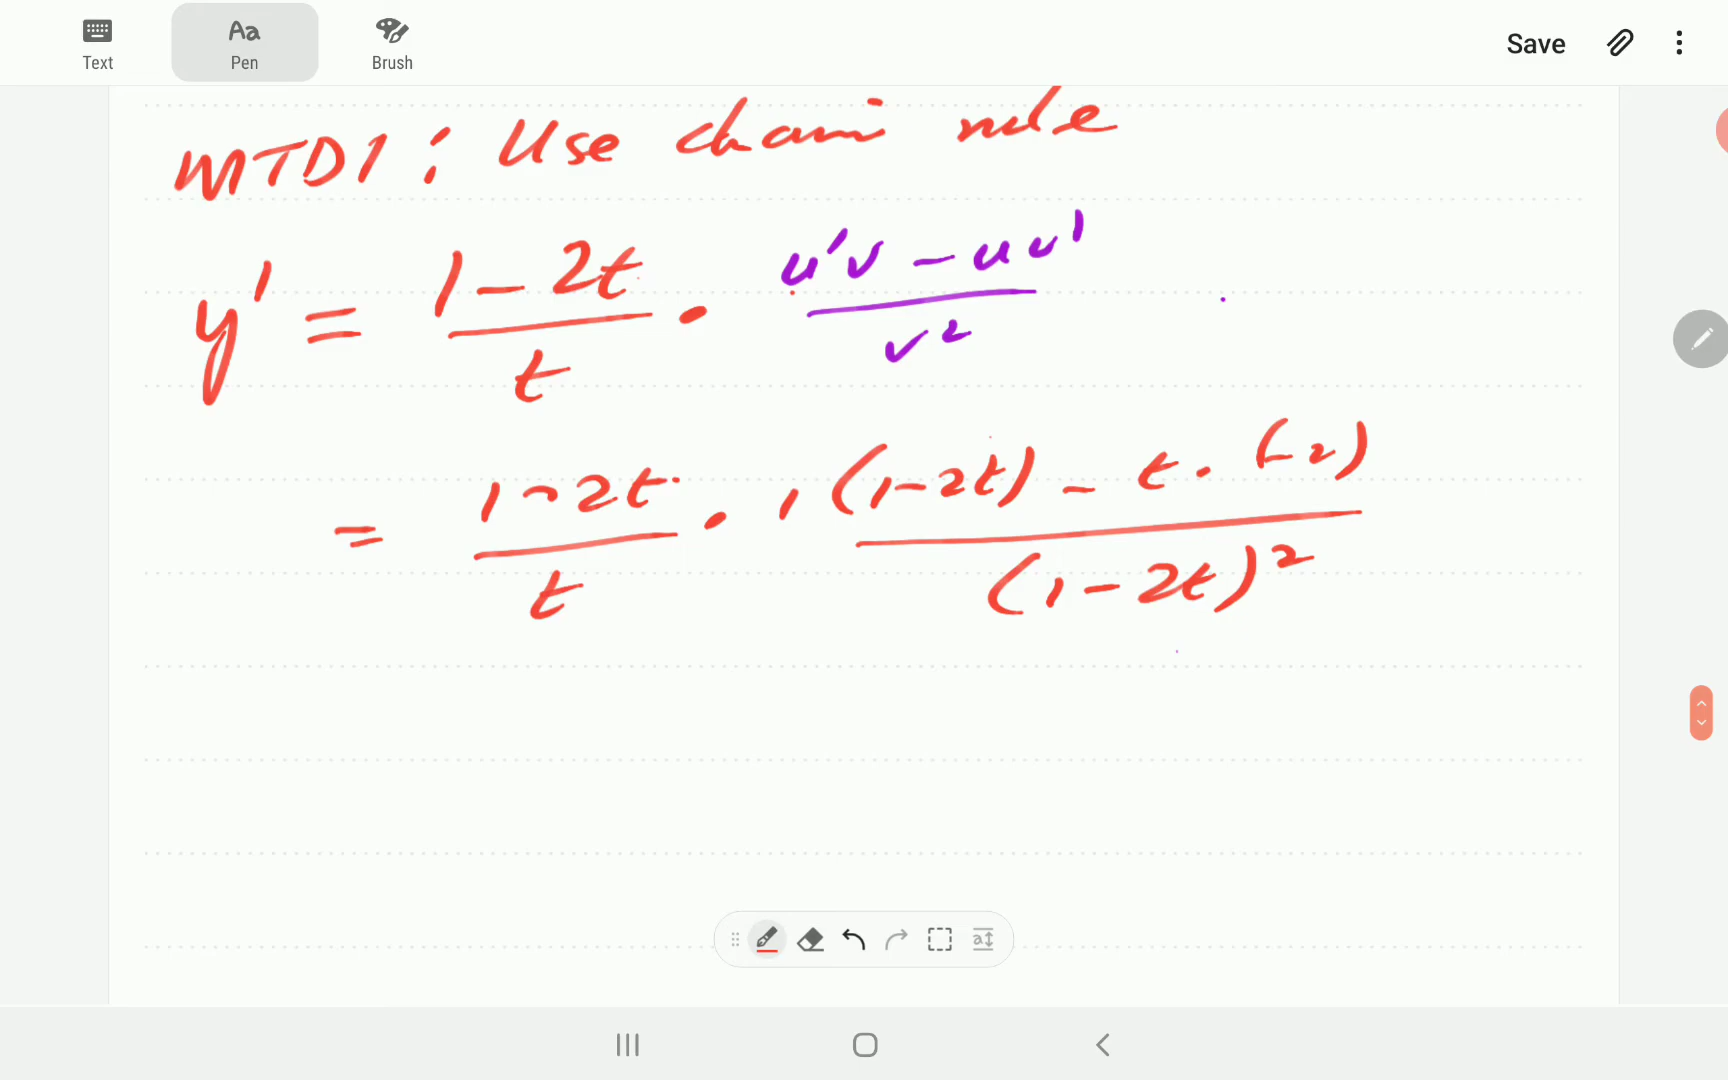 Text Pen Brush Save
MTD1 : Use chain rule
y' = 1-2t / t · u'v - uv' / v²
= 1-2t / t · 1(1-2t) - t·(-2) / (1-2t)²